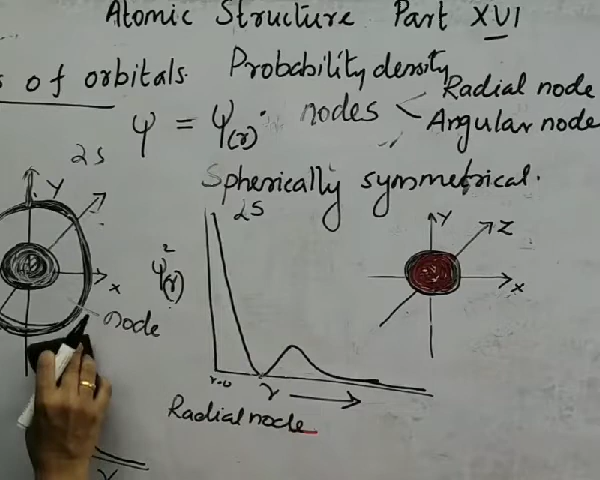 Atomic Structure Part XVI
s of orbitals. Probability density
Radial node
nodes
Angular node
ψ = ψ(r)
2S
Spherically symmetrical.
2S
Y
Y
Z
ψ²(r)
X
X
node
r=0
r
Radial node
r